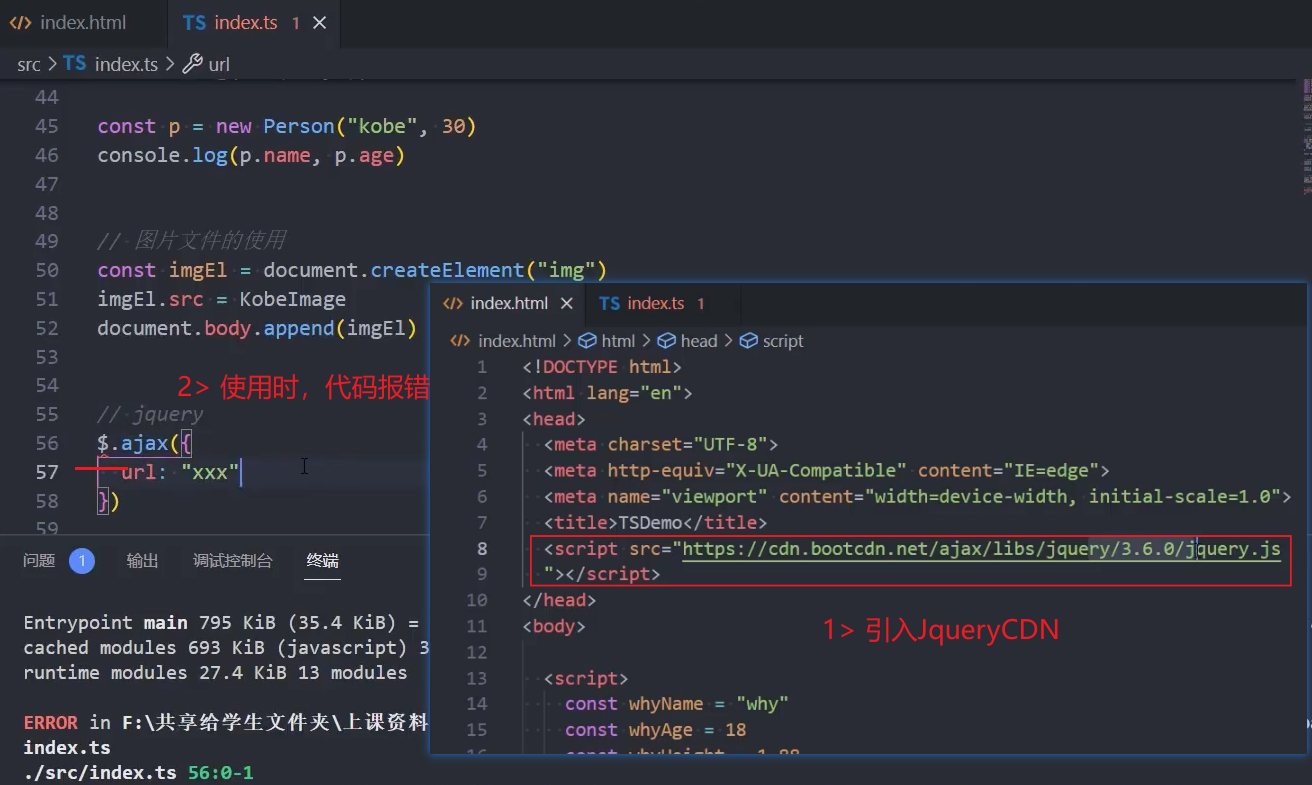 index.html
TS index.ts 1
src > TS index.ts > url
44
45 const p = new Person("kobe", 30)
46 console.log(p.name, p.age)
47
48
49 // 图片文件的使用
50 const imgEl = document.createElement("img")
51 imgEl.src = KobeImage
52 document.body.append(imgEl)
53
54
2> 使用时，代码报错
55 // jquery
56 $.ajax({
57 url: "xxx"
58 })
59
问题 1 输出 调试控制台 终端
Entrypoint main 795 KiB (35.4 KiB) =
cached modules 693 KiB (javascript) 3
runtime modules 27.4 KiB 13 modules
ERROR in F:\共享给学生文件夹\上课资料
index.ts
./src/index.ts 56:0-1
index.html
TS index.ts 1
index.html > html > head > script
1 <!DOCTYPE html>
2 <html lang="en">
3 <head>
4 <meta charset="UTF-8">
5 <meta http-equiv="X-UA-Compatible" content="IE=edge">
6 <meta name="viewport" content="width=device-width, initial-scale=1.0">
7 <title>TSDemo</title>
8 <script src="https://cdn.bootcdn.net/ajax/libs/jquery/3.6.0/jquery.js
9 "></script>
10 </head>
11 <body>
1> 引入JqueryCDN
12
13 <script>
14 const whyName = "why"
15 const whyAge = 18
16 const whyHeight = 1.88